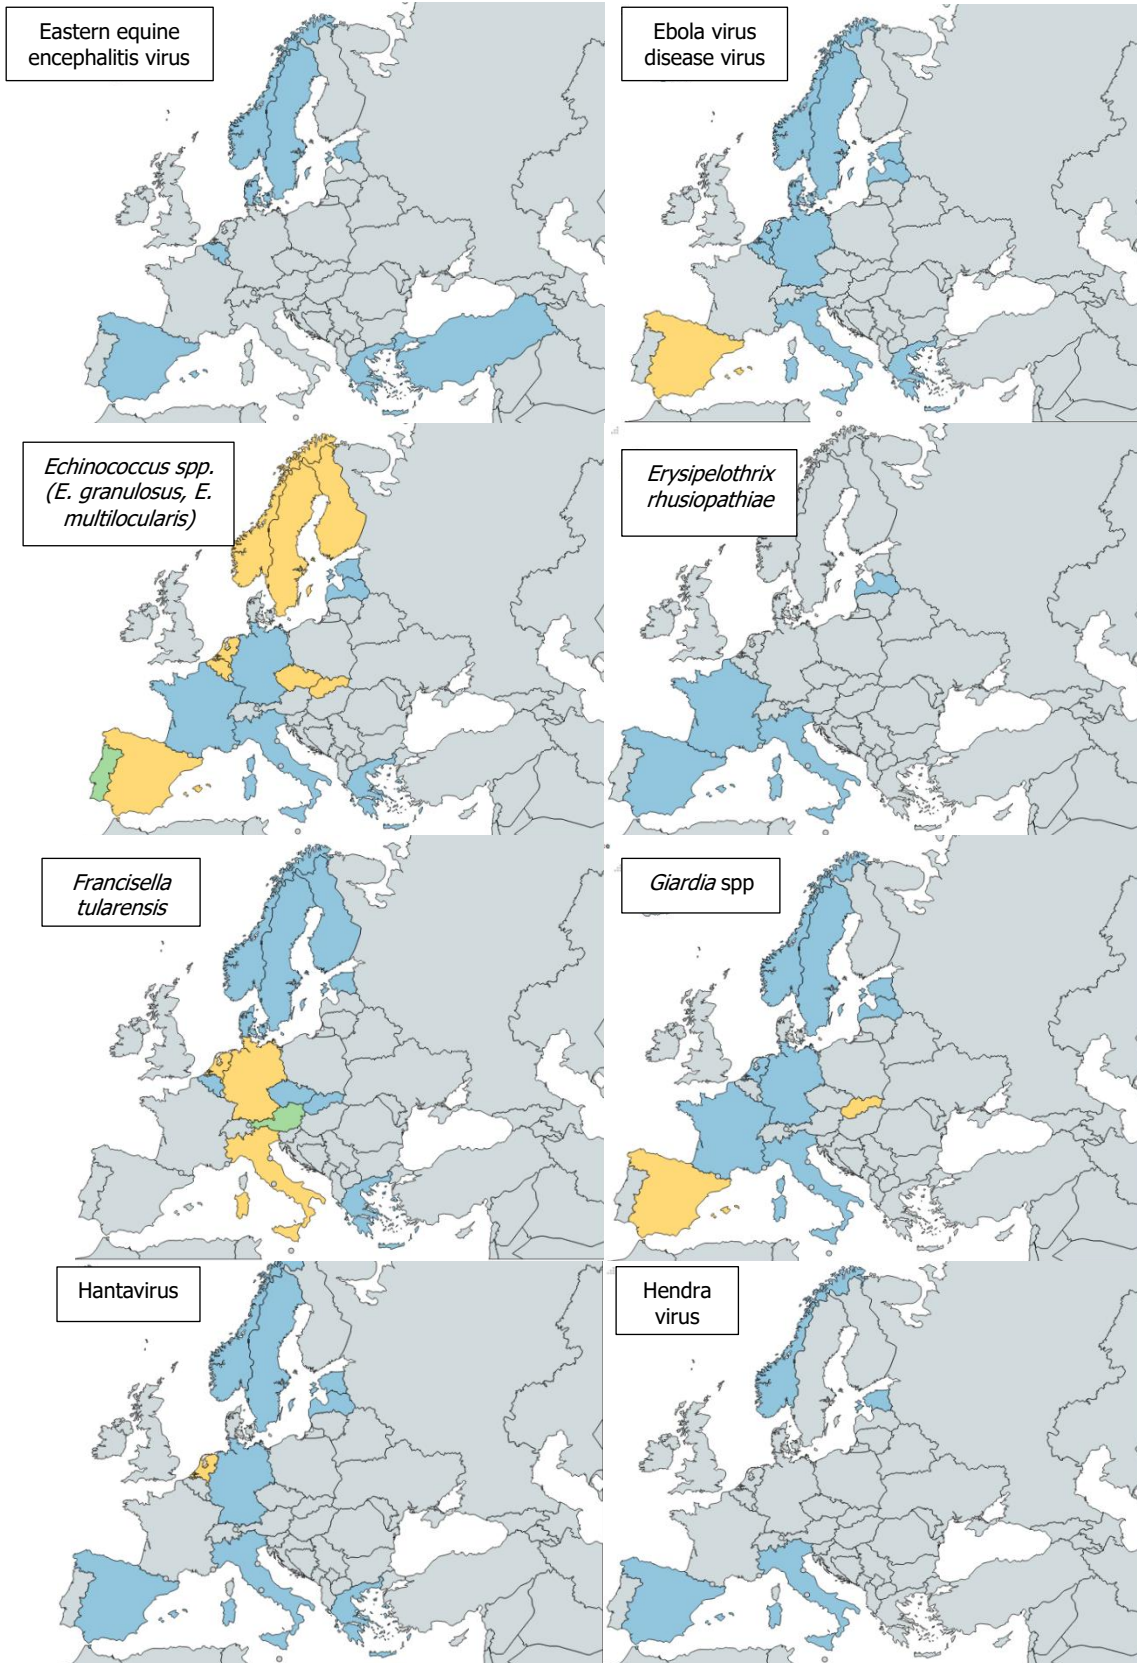 Eastern equine
encephalitis virus
Ebola virus
disease virus
Echinococcus spp.
(E. granulosus, E.
multilocularis)
Erysipelothrix
rhusiopathiae
Francisella
tularensis
Giardia spp
Hantavirus
Hendra
virus